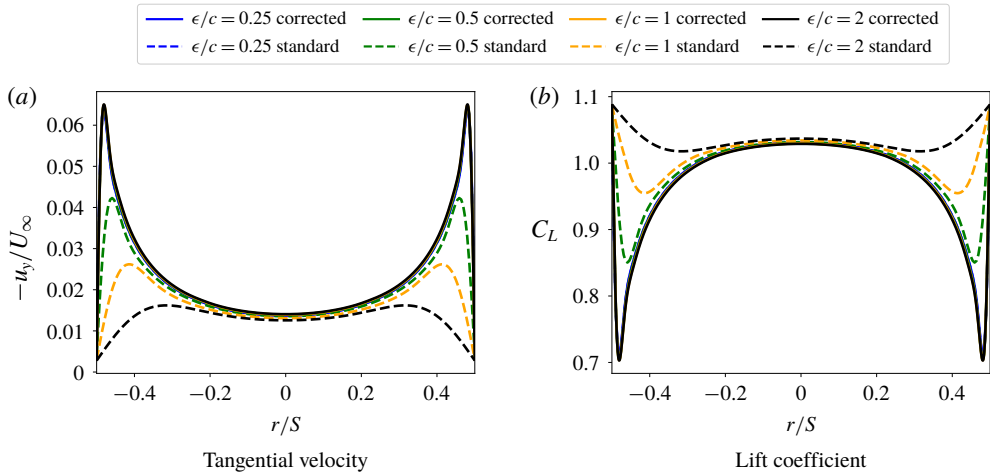 ϵ/c = 0.25 corrected ϵ/c = 0.5 corrected ϵ/c = 1 corrected ϵ/c = 2 corrected
ϵ/c = 0.25 standard ϵ/c = 0.5 standard ϵ/c = 1 standard ϵ/c = 2 standard
(a)
−u_y/U_∞
0.06
0.05
0.04
0.03
0.02
0.01
0
−0.4 −0.2 0 0.2 0.4
r/S
Tangential velocity
(b)
C_L
1.1
1.0
0.9
0.8
0.7
−0.4 −0.2 0 0.2 0.4
r/S
Lift coefficient